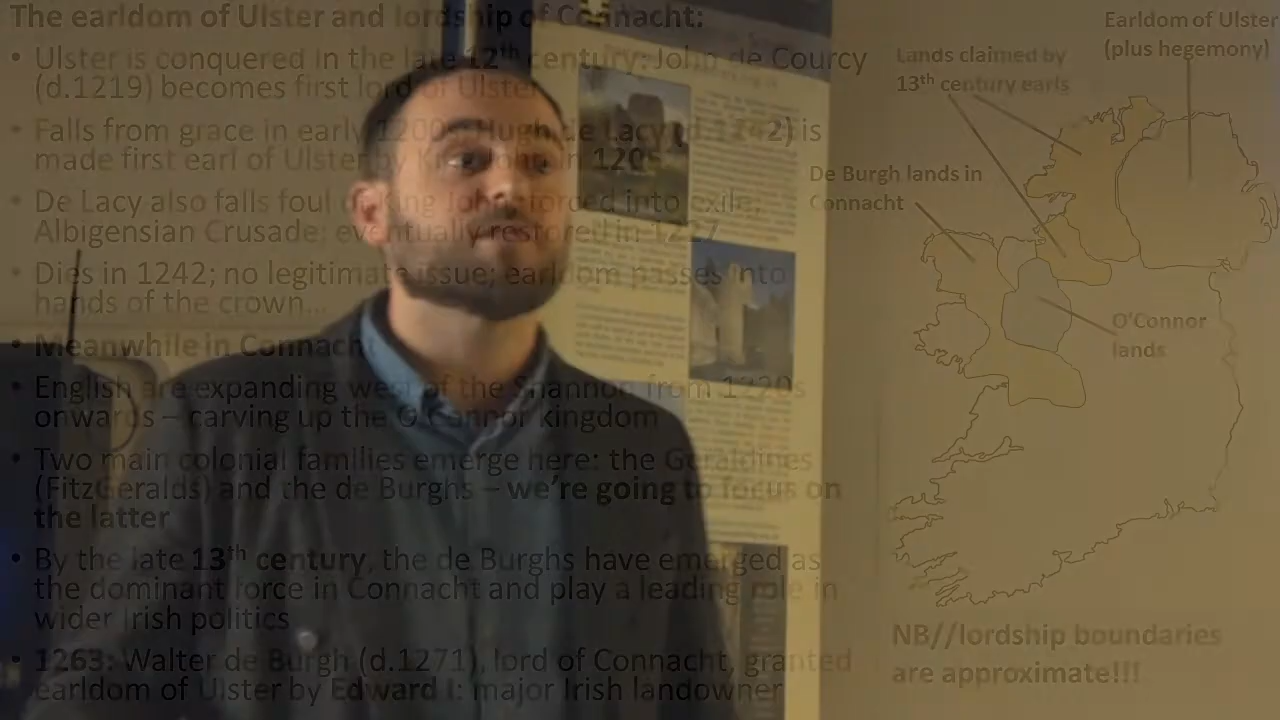 The earldom of Ulster and lordship of Connacht:
• Ulster is conquered in the late 12th century: John de Courcy
(d.1219) becomes first lord of Ulster
• Falls from grace in early 1200s; Hugh de Lacy (d.1242) is
made first earl of Ulster by King John in 1205
• De Lacy also falls foul of King John; forced into exile;
Albigensian Crusade; eventually restored in 1227
• Dies in 1242; no legitimate issue; earldom passes into
hands of the crown…
• Meanwhile in Connacht
• English are expanding west of the Shannon from 1220s
onwards – carving up the O'Connor kingdom
• Two main colonial families emerge here: the Geraldines
(FitzGeralds) and the de Burghs – we're going to focus on
the latter
• By the late 13th century, the de Burghs have emerged as
the dominant force in Connacht and play a leading role in
wider Irish politics
• 1263: Walter de Burgh (d.1271), lord of Connacht, granted
earldom of Ulster by Edward I: major Irish landowner
Earldom of Ulster
(plus hegemony)
Lands claimed by
13th century earls
De Burgh lands in
Connacht
O'Connor
lands
NB//lordship boundaries
are approximate!!!